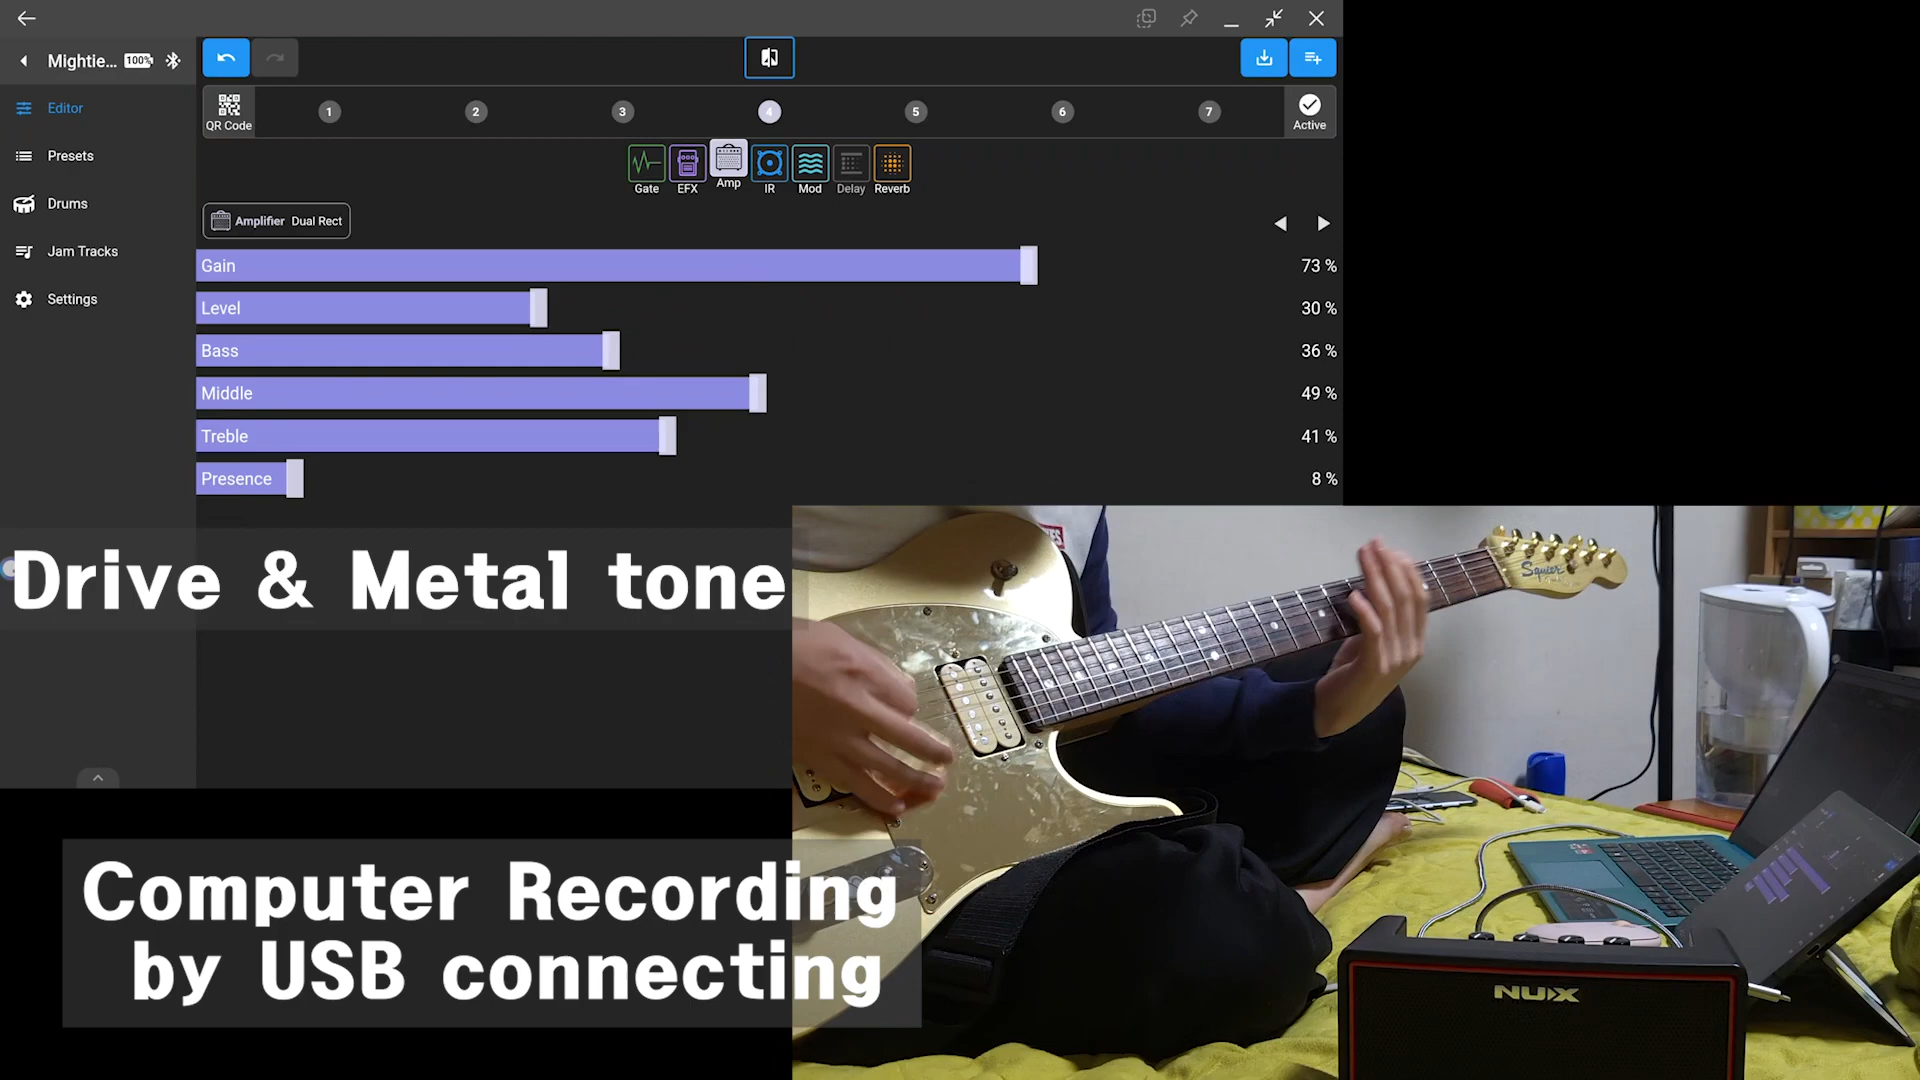 Mightie... 100%
Editor
Presets
Drums
Jam Tracks
Settings
QR Code
1 2 3 4 5 6 7
Active
Gate EFX Amp IR Mod Delay Reverb
Amplifier Dual Rect
Gain 73 %
Level 30 %
Bass 36 %
Middle 49 %
Treble 41 %
Presence 8 %
Drive & Metal tone
Computer Recording
by USB connecting
Squier
NUX